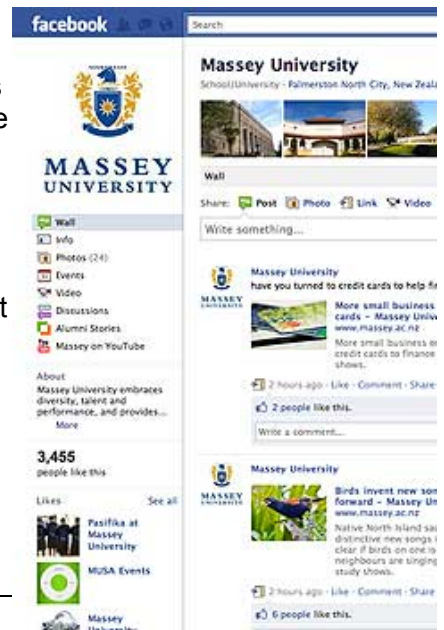 facebook
Search
s
e
t
MASSEY
UNIVERSITY
Wall
Info
Photos (24)
Events
Video
Discussions
Alumni Stories
Massey on YouTube
About
Massey University embraces
diversity, talent and
performance, and provides...
More
3,455
people like this
Likes See all
Pasifika at
Massey
University
MUSA Events
Massey
University
Massey University
School/University · Palmerston North City, New Zeala
Wall
Share: Post Photo Link Video
Write something...
Massey University
have you turned to credit cards to help fi
MASSEY
More small business
cards - Massey Unive
www.massey.ac.nz
More small business
credit cards to finance
shows.
2 hours ago · Like · Comment · Share
2 people like this.
Write a comment...
Massey University
MASSEY
Birds invent new son
forward - Massey Un
www.massey.ac.nz
Native North Island sad
distinctive new songs
clear if birds on one is
neighbours are singing
study shows.
2 hours ago · Like · Comment · Share
6 people like this.